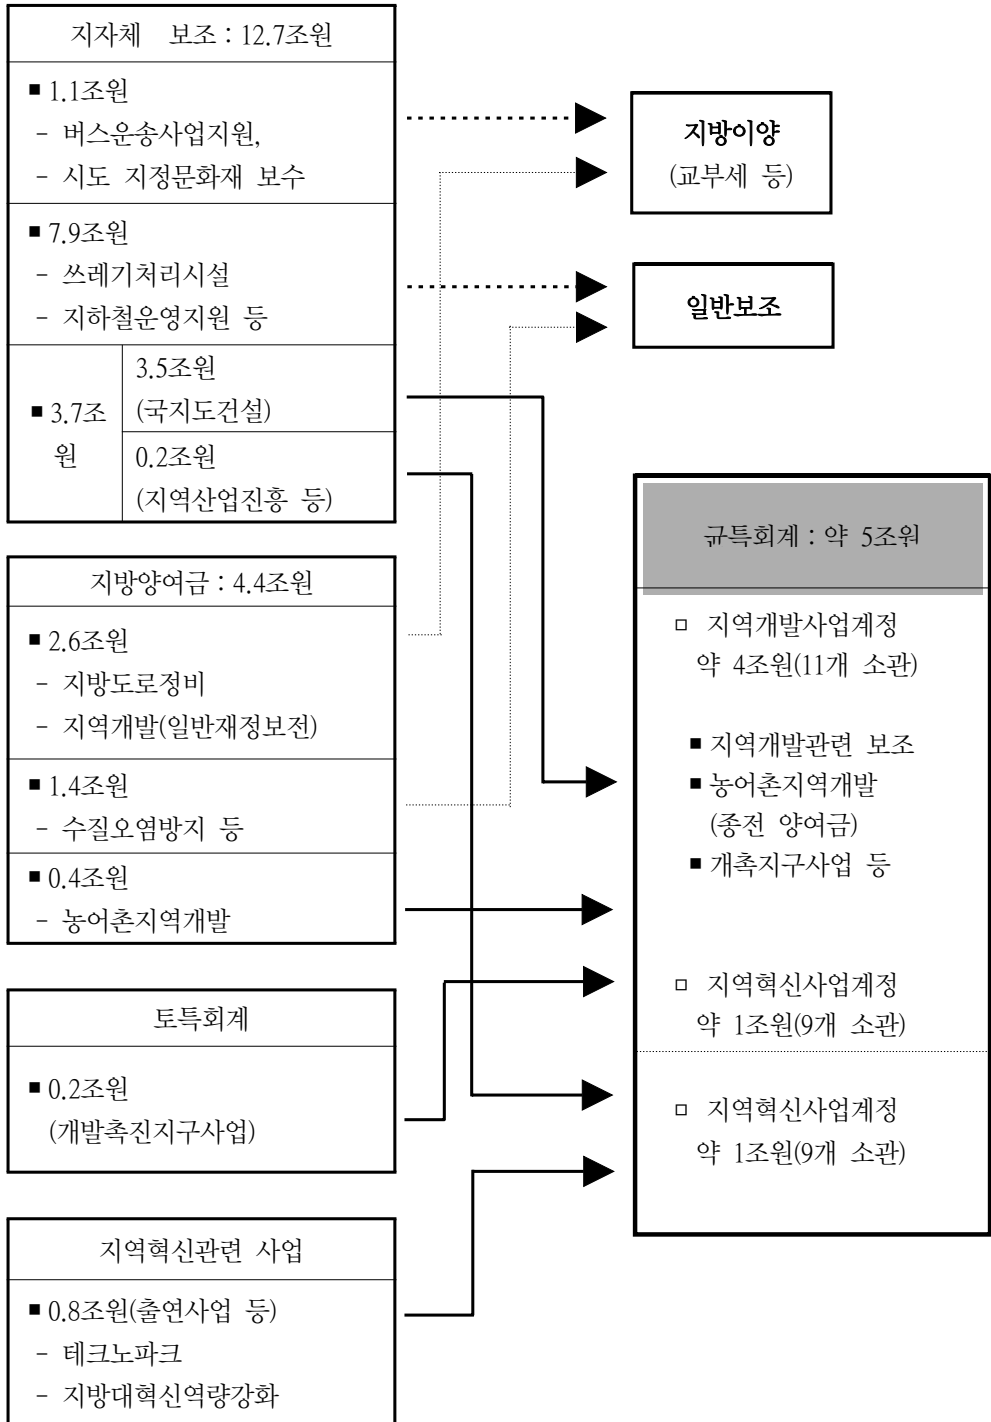 지자체 보조 : 12.7조원
■ 1.1조원
- 버스운송사업지원,
- 시도 지정문화재 보수
■ 7.9조원
- 쓰레기처리시설
- 지하철운영지원 등
■ 3.7조
원
3.5조원
(국지도건설)
0.2조원
(지역산업진흥 등)
지방양여금 : 4.4조원
■ 2.6조원
- 지방도로정비
- 지역개발(일반재정보전)
■ 1.4조원
- 수질오염방지 등
■ 0.4조원
- 농어촌지역개발
토특회계
■ 0.2조원
(개발촉진지구사업)
지역혁신관련 사업
■ 0.8조원(출연사업 등)
- 테크노파크
- 지방대혁신역량강화
지방이양
(교부세 등)
일반보조
균특회계 : 약 5조원
□ 지역개발사업계정
약 4조원(11개 소관)
■ 지역개발관련 보조
■ 농어촌지역개발
(종전 양여금)
■ 개촉지구사업 등
□ 지역혁신사업계정
약 1조원(9개 소관)
□ 지역혁신사업계정
약 1조원(9개 소관)